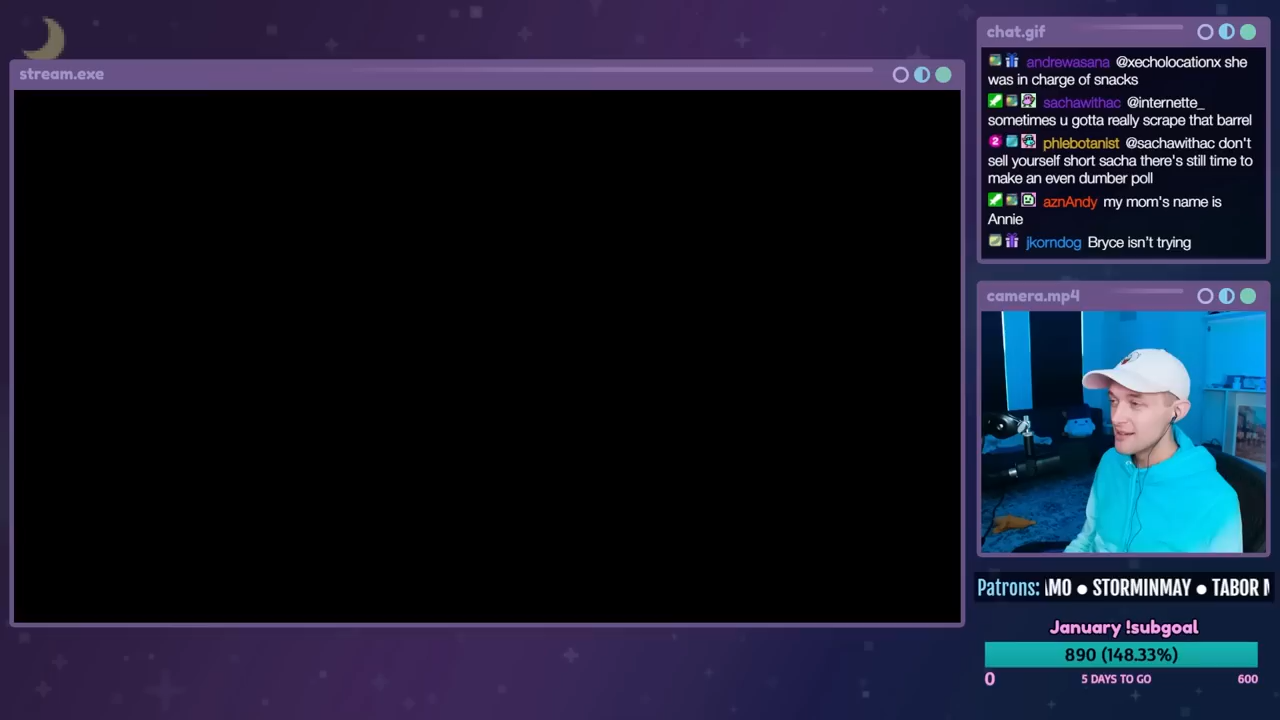 stream.exe
chat.gif
andrewasana @xecholocationx she
was in charge of snacks
sachawithac @internette_
sometimes u gotta really scrape that barrel
2 phlebotanist @sachawithac don't
sell yourself short sacha there's still time to
make an even dumber poll
aznAndy my mom's name is
Annie
jkorndog Bryce isn't trying
camera.mp4
Patrons: MO ● STORMINMAY ● TABOR
January !subgoal
890 (148.33%)
0 5 DAYS TO GO 600